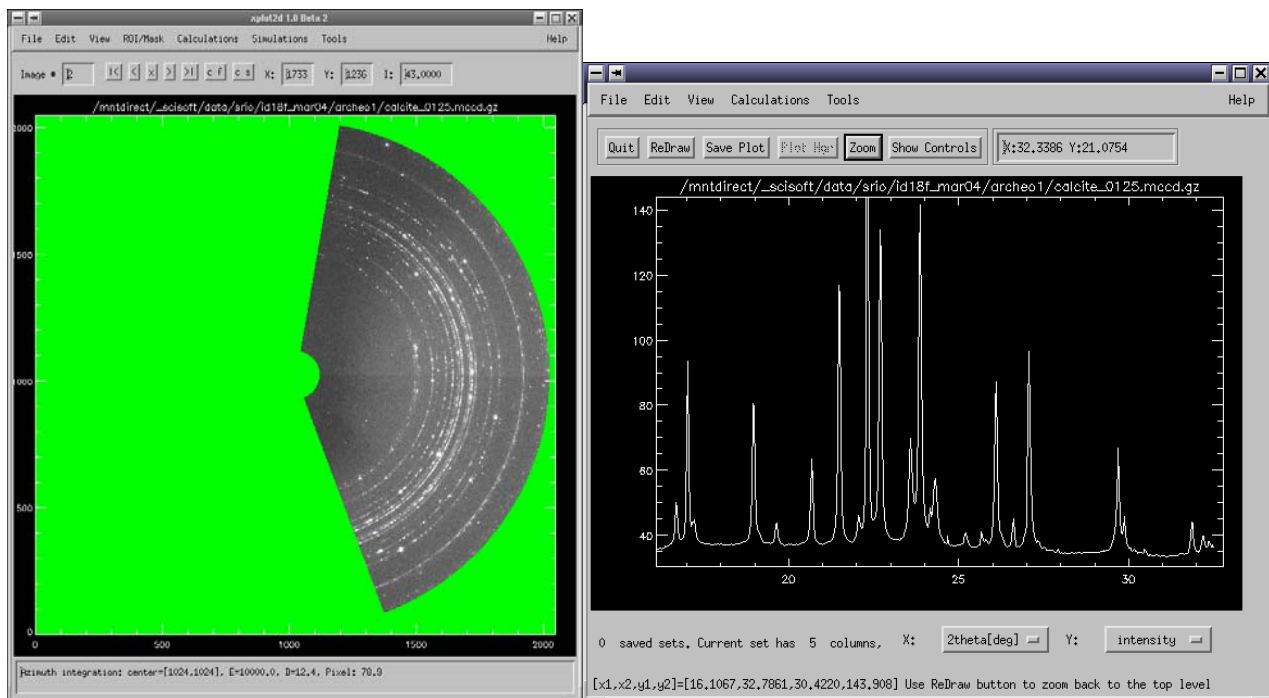 xplot2d 1.0 Beta 2
File Edit View ROI/Mask Calculations Simulations Tools Help
Image # 2 |< < x > >| c f c s X: 1733 Y: 1236 I: 43.0000
/mntdirect/_scisoft/data/srio/id18f_mar04/archeo1/calcite_0125.mccd.gz
2000
1500
1000
500
0
0 500 1000 1500 2000
Azimuth integration: center=[1024,1024], E=10000.0, D=12.4, Pixel: 78.9
File Edit View Calculations Tools Help
Quit ReDraw Save Plot Plot Mgr Zoom Show Controls X:32.3386 Y:21.0754
/mntdirect/_scisoft/data/srio/id18f_mar04/archeo1/calcite_0125.mccd.gz
140
120
100
80
60
40
20 25 30
0 saved sets. Current set has 5 columns, X: 2theta[deg] Y: intensity
[x1,x2,y1,y2]=[16.1067,32.7861,30.4220,143.908] Use ReDraw button to zoom back to the top level